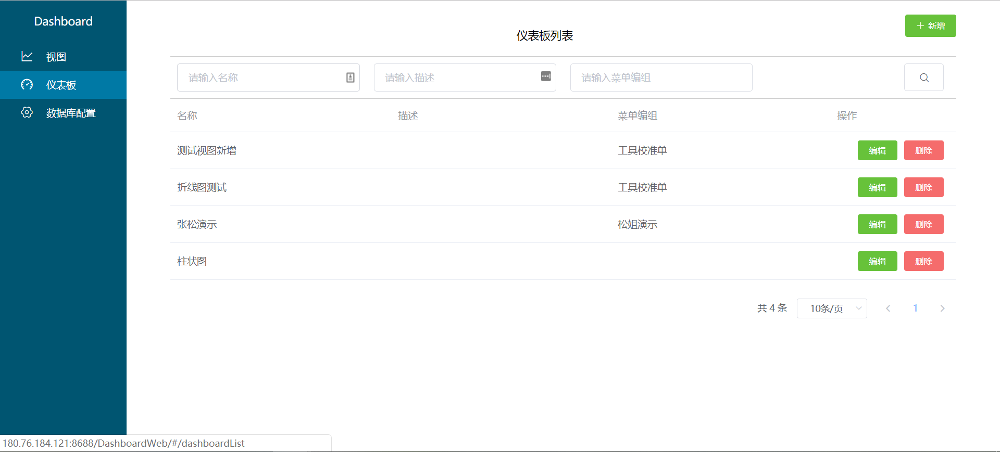 Dashboard
视图
仪表板
数据库配置
仪表板列表
新增
请输入名称 请输入描述 请输入菜单编组
名称 描述 菜单编组 操作
测试视图新增 工具校准单 编辑 删除
折线图测试 工具校准单 编辑 删除
张松演示 松姐演示 编辑 删除
柱状图 编辑 删除
共 4 条 10条/页 1
180.76.184.121:8688/DashboardWeb/#/dashboardList